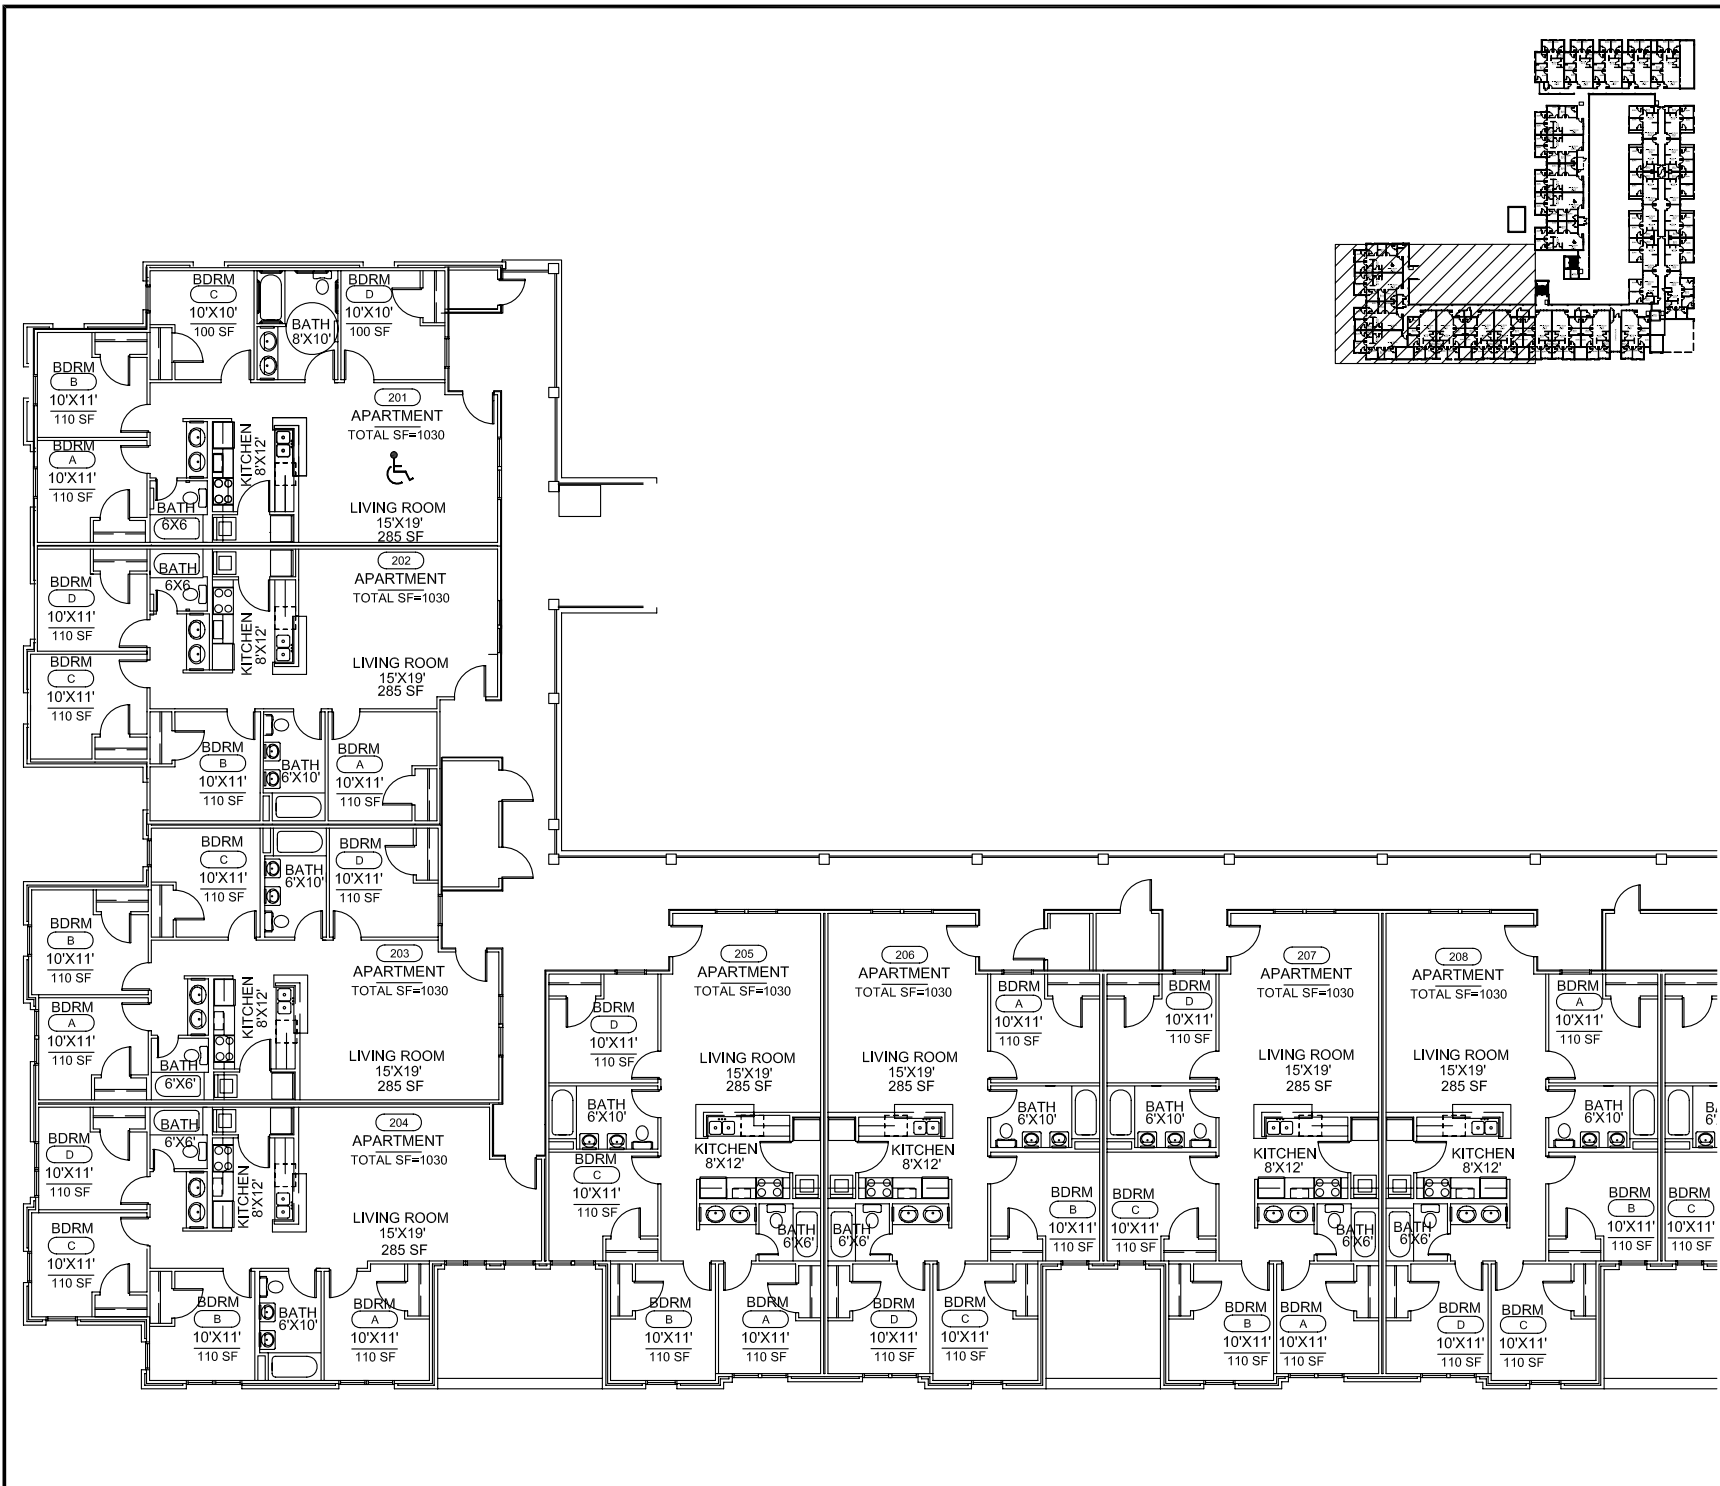 BDRM
C
10'X10'
100 SF
BATH
8'X10'
BDRM
D
10'X10'
100 SF
BDRM
B
10'X11'
110 SF
BDRM
A
10'X11'
110 SF
201
APARTMENT
TOTAL SF=1030
KITCHEN
8'X12'
BATH
6X6
LIVING ROOM
15'X19'
285 SF
202
APARTMENT
TOTAL SF=1030
BATH
6X6
BDRM
D
10'X11'
110 SF
KITCHEN
8'X12'
BDRM
C
10'X11'
110 SF
LIVING ROOM
15'X19'
285 SF
BDRM
B
10'X11'
110 SF
BATH
6'X10'
BDRM
A
10'X11'
110 SF
BDRM
C
10'X11'
110 SF
BATH
6'X10'
BDRM
D
10'X11'
110 SF
BDRM
B
10'X11'
110 SF
203
APARTMENT
TOTAL SF=1030
BDRM
A
10'X11'
110 SF
KITCHEN
8'X12'
BATH
6'X6'
LIVING ROOM
15'X19'
285 SF
204
APARTMENT
TOTAL SF=1030
BATH
6'X6'
BDRM
D
10'X11'
110 SF
KITCHEN
8'X12'
BDRM
C
10'X11'
110 SF
LIVING ROOM
15'X19'
285 SF
BDRM
B
10'X11'
110 SF
BATH
6'X10'
BDRM
A
10'X11'
110 SF
205
APARTMENT
TOTAL SF=1030
BDRM
D
10'X11'
110 SF
LIVING ROOM
15'X19'
285 SF
BATH
6'X10'
KITCHEN
8'X12'
BDRM
C
10'X11'
110 SF
BATH
6'X6'
BDRM
B
10'X11'
110 SF
BDRM
A
10'X11'
110 SF
206
APARTMENT
TOTAL SF=1030
BDRM
A
10'X11'
110 SF
LIVING ROOM
15'X19'
285 SF
BATH
6'X10'
KITCHEN
8'X12'
BDRM
B
10'X11'
110 SF
BATH
6'X6'
BDRM
D
10'X11'
110 SF
BDRM
C
10'X11'
110 SF
207
APARTMENT
TOTAL SF=1030
BDRM
D
10'X11'
110 SF
LIVING ROOM
15'X19'
285 SF
BATH
6'X10'
KITCHEN
8'X12'
BDRM
C
10'X11'
110 SF
BATH
6'X6'
BDRM
B
10'X11'
110 SF
BDRM
A
10'X11'
110 SF
208
APARTMENT
TOTAL SF=1030
BDRM
A
10'X11'
110 SF
LIVING ROOM
15'X19'
285 SF
BATH
6'X10'
KITCHEN
8'X12'
BDRM
B
10'X11'
110 SF
BATH
6'X6'
BDRM
D
10'X11'
110 SF
BDRM
C
10'X11'
110 SF
BDRM
C
10'X11'
110 SF